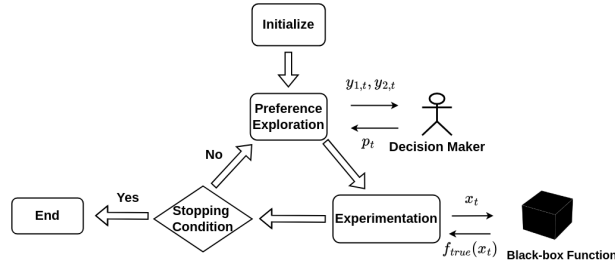 Initialize
Preference
Exploration
y_{1,t}, y_{2,t}
p_t
Decision Maker
No
Yes
End
Stopping
Condition
Experimentation
x_t
f_{true}(x_t)
Black-box Function